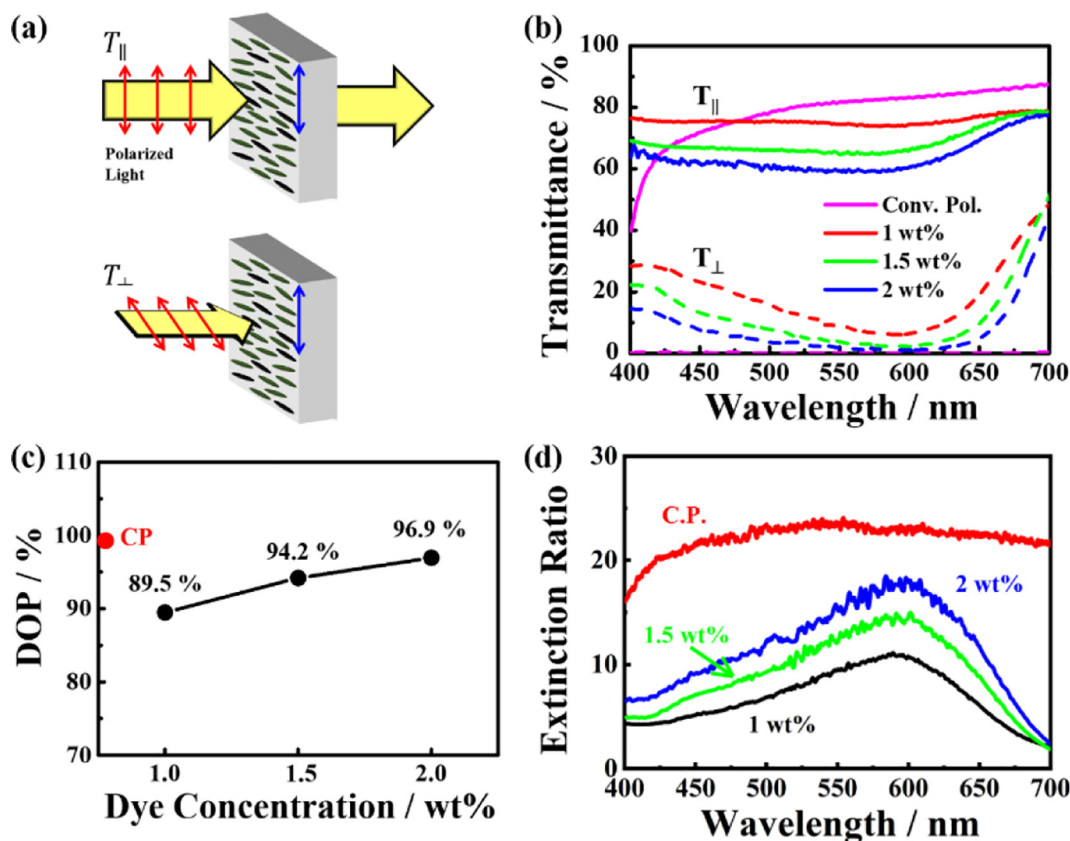 (a)
T∥
Polarized
Light
T⊥
(b)
Transmittance / %
100
80
60
40
20
0
T∥
Conv. Pol.
1 wt%
1.5 wt%
2 wt%
T⊥
400 450 500 550 600 650 700
Wavelength / nm
(c)
DOP / %
110
100
90
80
70
CP
89.5 %
94.2 %
96.9 %
1.0 1.5 2.0
Dye Concentration / wt%
(d)
Extinction Ratio
30
20
10
0
C.P.
2 wt%
1.5 wt%
1 wt%
400 450 500 550 600 650 700
Wavelength / nm